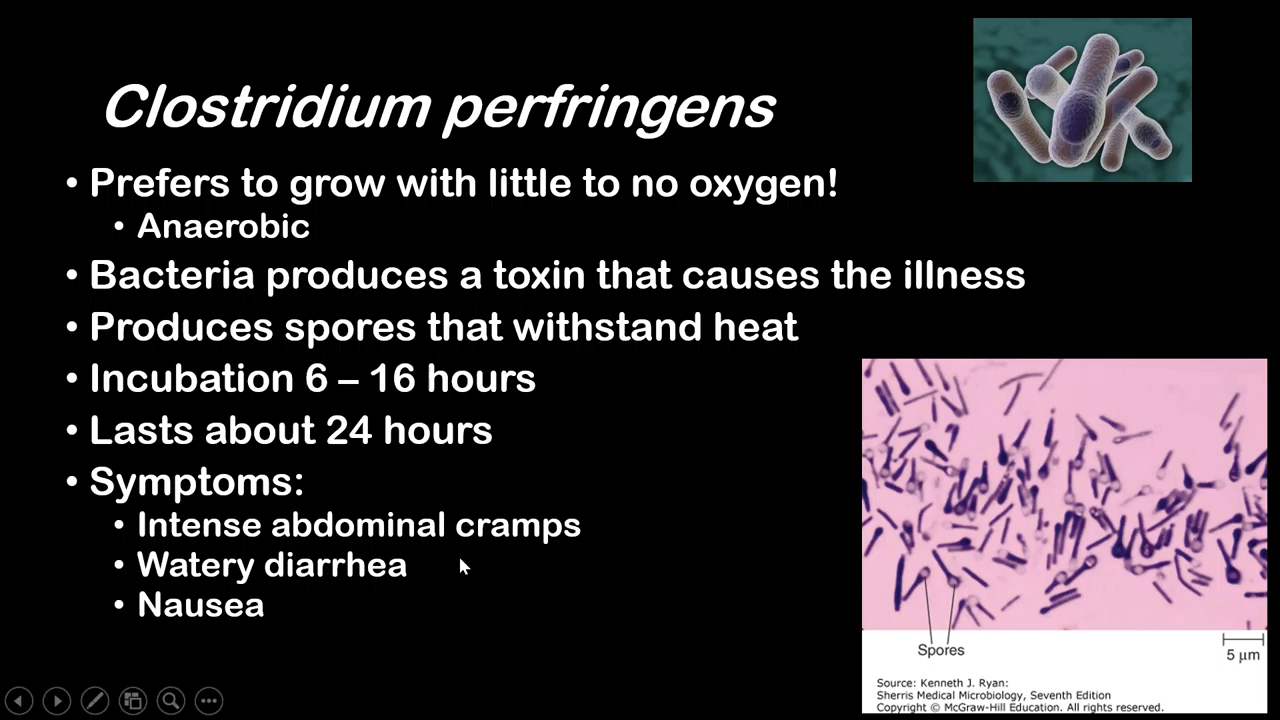 Clostridium perfringens
• Prefers to grow with little to no oxygen!
• Anaerobic
• Bacteria produces a toxin that causes the illness
• Produces spores that withstand heat
• Incubation 6 – 16 hours
• Lasts about 24 hours
• Symptoms:
• Intense abdominal cramps
• Watery diarrhea
• Nausea
Spores
5 μm
Source: Kenneth J. Ryan:
Sherris Medical Microbiology, Seventh Edition
Copyright © McGraw-Hill Education. All rights reserved.